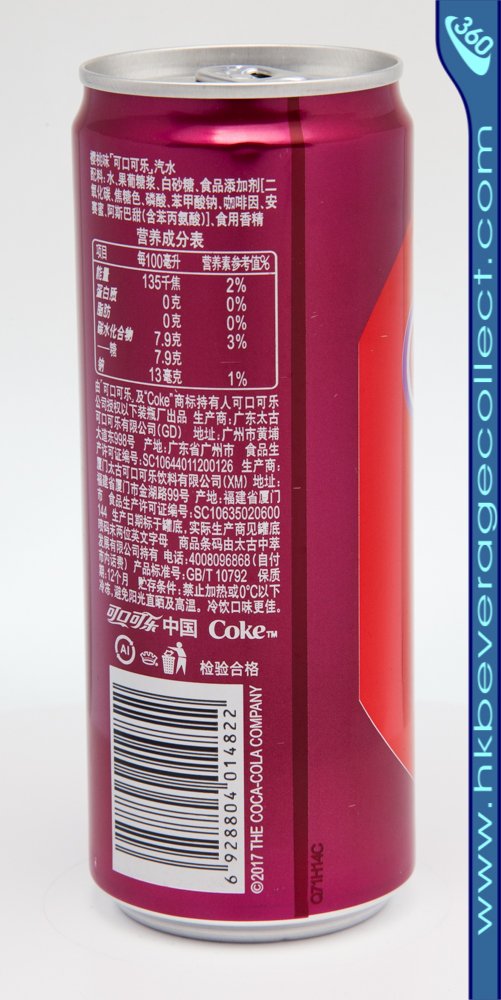 樱桃味"可口可乐"汽水
配料:水、果葡糖浆、白砂糖、食品添加剂[二
氧化碳、焦糖色、磷酸、苯甲酸钠、咖啡因、安
赛蜜、阿斯巴甜(含苯丙氨酸)]、食用香精
营养成分表
项目 每100毫升 营养素参考值%
能量 135千焦 2%
蛋白质 0克 0%
脂肪 0克 0%
碳水化合物 7.9克 3%
——糖 7.9克
钠 13毫克 1%
由"可口可乐"及"Coke"商标持有人可口可乐
公司授权以下装瓶厂出品 生产商:广东太古
可口可乐有限公司(GD) 地址:广州市黄埔
大道东998号 产地:广东省广州市 食品生
产许可证编号:SC10644011200126 生产商:
厦门太古可口可乐饮料有限公司(XM) 地址:
福建省厦门市金湖路99号 产地:福建省厦门
市 食品生产许可证编号:SC10635020600
144 生产日期标于罐底,实际生产商见罐底
喷码末两位英文字母 商品条码由太古中萃
发展有限公司持有 电话:4008096868(自付
市内话费) 产品标准号:GB/T 10792 保质
期:12个月 贮存条件:禁止加热或0℃以下
冷冻,避免阳光直晒及高温。冷饮口味更佳。
可口可乐 中国 Coke™
Al 检验合格
6 928804 014822
©2017 THE COCA-COLA COMPANY
Q71H14C
360
www.hkbeveragecollect.com